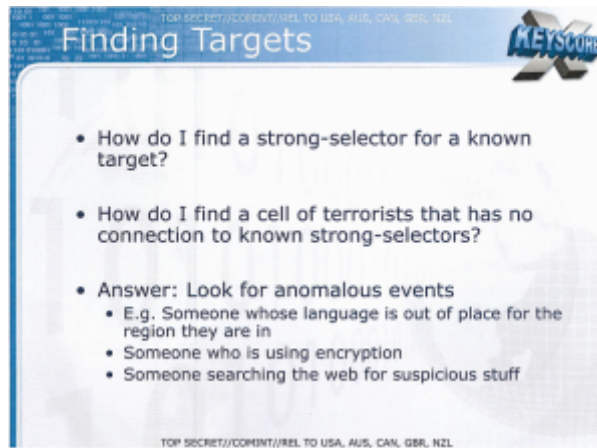 TOP SECRET//COMINT//REL TO USA, AUS, CAN, GBR, NZL
Finding Targets
X KEYSCORE
• How do I find a strong-selector for a known
target?
• How do I find a cell of terrorists that has no
connection to known strong-selectors?
• Answer: Look for anomalous events
• E.g. Someone whose language is out of place for the
region they are in
• Someone who is using encryption
• Someone searching the web for suspicious stuff
TOP SECRET//COMINT//REL TO USA, AUS, CAN, GBR, NZL